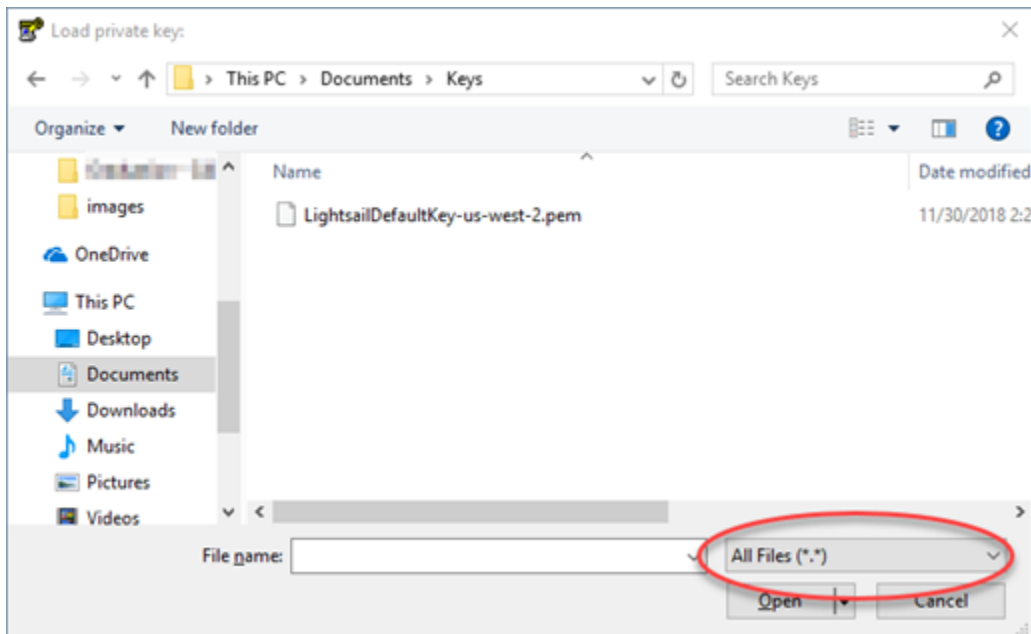 Load private key:
This PC > Documents > Keys
Search Keys
Organize
New folder
Name
Date modified
images
LightsailDefaultKey-us-west-2.pem
11/30/2018 2:2
OneDrive
This PC
Desktop
Documents
Downloads
Music
Pictures
Videos
File name:
All Files (*.*)
Open
Cancel